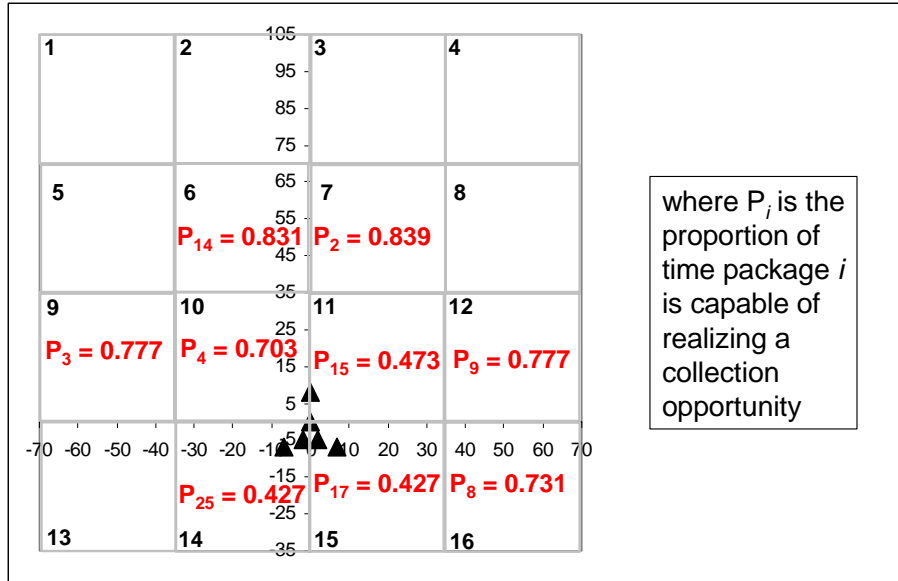 105
1 2 3 4
95
85
75
65
5 6 7 8
55
P14 = 0.831 P2 = 0.839
45
35
9 10 11 12
25
P3 = 0.777 P4 = 0.703 P15 = 0.473 P9 = 0.777
15
5
-5
-70 -60 -50 -40 -30 -20 -10 0 10 20 30 40 50 60 70
-15
P25 = 0.427 P17 = 0.427 P8 = 0.731
-25
13 14 15 16
-35
where Pi is the
proportion of
time package i
is capable of
realizing a
collection
opportunity